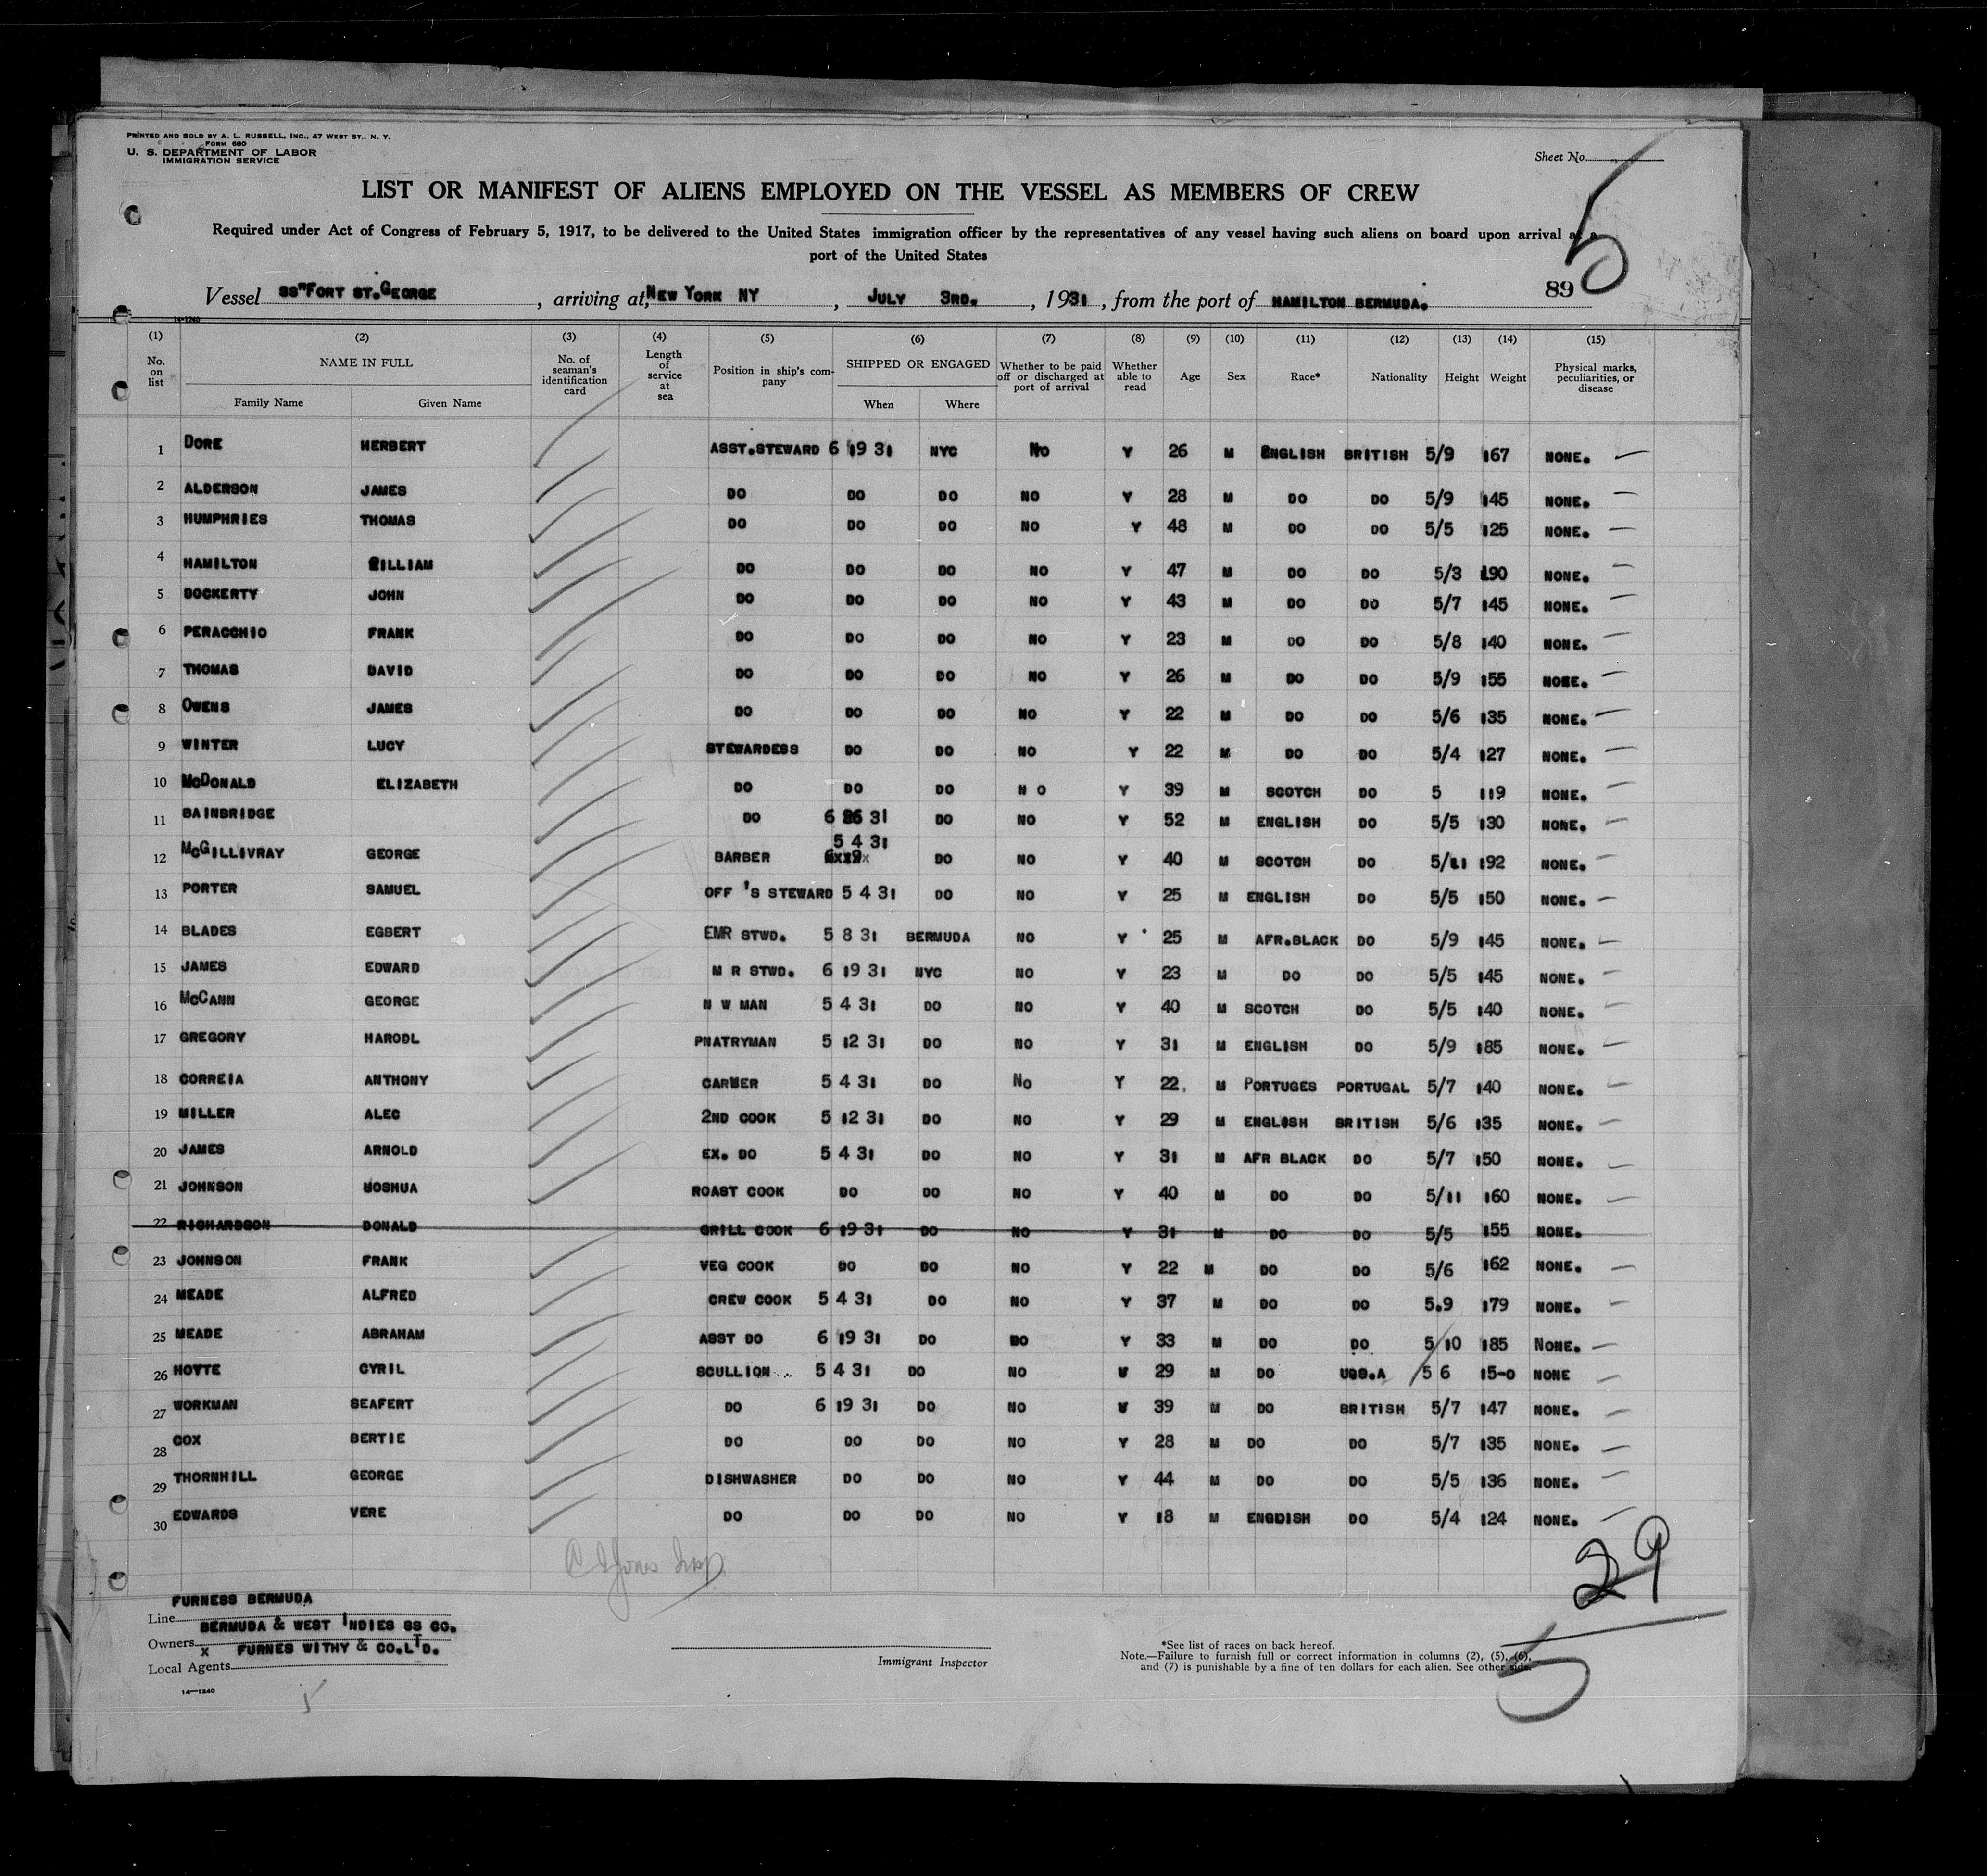 PRINTED AND SOLD BY A. L. RUSSELL, INC., 47 WEST ST., N. Y.
FORM 680
U. S. DEPARTMENT OF LABOR
IMMIGRATION SERVICE
Sheet No.
5
LIST OR MANIFEST OF ALIENS EMPLOYED ON THE VESSEL AS MEMBERS OF CREW
Required under Act of Congress of February 5, 1917, to be delivered to the United States immigration officer by the representatives of any vessel having such aliens on board upon arrival at a
port of the United States
89
Vessel SS"FORT ST.GEORGE, arriving at, NEW YORK NY, JULY 3RD., 1931, from the port of HAMILTON BERMUDA.
14-1240
(1) (2) (3) (4) (5) (6) (7) (8) (9) (10) (11) (12) (13) (14) (15)
No. on list NAME IN FULL Family Name Given Name No. of seaman's identification card Length of service at sea Position in ship's company SHIPPED OR ENGAGED When Where Whether to be paid off or discharged at port of arrival Whether able to read Age Sex Race* Nationality Height Weight Physical marks, peculiarities, or disease
1 DORE HERBERT ASST.STEWARD 6 19 31 NYC NO Y 26 M ENGLISH BRITISH 5/9 167 NONE.
2 ALDERSON JAMES DO DO DO NO Y 28 M DO DO 5/9 145 NONE.
3 HUMPHRIES THOMAS DO DO DO NO Y 48 M DO DO 5/5 125 NONE.
4 HAMILTON WILLIAM DO DO DO NO Y 47 M DO DO 5/3 190 NONE.
5 DOCKERTY JOHN DO DO DO NO Y 43 M DO DO 5/7 145 NONE.
6 PERACCHIO FRANK DO DO DO NO Y 23 M DO DO 5/8 140 NONE.
7 THOMAS DAVID DO DO DO NO Y 26 M DO DO 5/9 155 NONE.
8 OWENS JAMES DO DO DO NO Y 22 M DO DO 5/6 135 NONE.
9 WINTER LUCY STEWARDESS DO DO NO Y 22 M DO DO 5/4 127 NONE.
10 MCDONALD ELIZABETH DO DO DO N O Y 39 M SCOTCH DO 5 119 NONE.
11 BAINBRIDGE DO 6 26 31 DO NO Y 52 M ENGLISH DO 5/5 130 NONE.
12 MCGILLIVRAY GEORGE BARBER 5 4 31 DO NO Y 40 M SCOTCH DO 5/11 192 NONE.
13 PORTER SAMUEL OFF 'S STEWARD 5 4 31 DO NO Y 25 M ENGLISH DO 5/5 150 NONE.
14 BLADES EGBERT EMR STWD. 5 8 31 BERMUDA NO Y 25 M AFR.BLACK DO 5/9 145 NONE.
15 JAMES EDWARD M R STWD. 6 19 31 NYC NO Y 23 M DO DO 5/5 145 NONE.
16 MCCANN GEORGE N W MAN 5 4 31 DO NO Y 40 M SCOTCH DO 5/5 140 NONE.
17 GREGORY HARODL PNATRYMAN 5 12 31 DO NO Y 31 M ENGLISH DO 5/9 185 NONE.
18 CORREIA ANTHONY CARVER 5 4 31 DO NO Y 22 M PORTUGES PORTUGAL 5/7 140 NONE.
19 MILLER ALEC 2ND COOK 5 12 31 DO NO Y 29 M ENGLISH BRITISH 5/6 135 NONE.
20 JAMES ARNOLD EX. DO 5 4 31 DO NO Y 31 M AFR BLACK DO 5/7 150 NONE.
21 JOHNSON JOSHUA ROAST COOK DO DO NO Y 40 M DO DO 5/11 160 NONE.
22 RICHARDSON DONALD GRILL COOK 6 19 31 DO NO Y 31 M DO DO 5/5 155 NONE.
23 JOHNSON FRANK VEG COOK DO DO NO Y 22 M DO DO 5/6 162 NONE.
24 MEADE ALFRED CREW COOK 5 4 31 DO NO Y 37 M DO DO 5.9 179 NONE.
25 MEADE ABRAHAM ASST DO 6 19 31 DO NO Y 33 M DO DO 5/10 185 NONE.
26 HOYTE CYRIL SCULLION 5 4 31 DO NO Y 29 M DO U.S.A 5 6 15-0 NONE
27 WORKMAN SEAFERT DO 6 19 31 DO NO Y 39 M DO BRITISH 5/7 147 NONE.
28 COX BERTIE DO DO DO NO Y 28 M DO DO 5/7 135 NONE.
29 THORNHILL GEORGE DISHWASHER DO DO NO Y 44 M DO DO 5/5 136 NONE.
30 EDWARDS VERE DO DO DO NO Y 18 M ENGDISH DO 5/4 124 NONE.
29
5
Line FURNESS BERMUDA
Owners BERMUDA & WEST INDIES SS CO.
Local Agents X FURNES WITHY & CO.LTD.
Immigrant Inspector
*See list of races on back hereof.
Note.—Failure to furnish full or correct information in columns (2), (5), (6),
and (7) is punishable by a fine of ten dollars for each alien. See other side.
14—1240
5